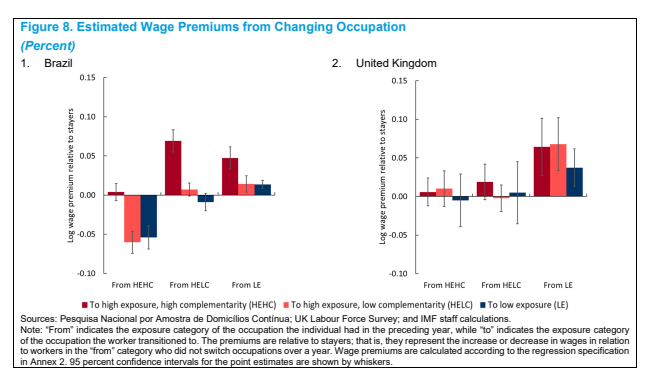 Figure 8. Estimated Wage Premiums from Changing Occupation
(Percent)
1. Brazil
2. United Kingdom
Log wage premium relative to stayers
0.15
0.10
0.05
0.00
-0.05
-0.10
From HEHC From HELC From LE
Log wage premium relative to stayers
0.15
0.10
0.05
0.00
-0.05
-0.10
From HEHC From HELC From LE
To high exposure, high complementarity (HEHC) To high exposure, low complementarity (HELC) To low exposure (LE)
Sources: Pesquisa Nacional por Amostra de Domicílios Contínua; UK Labour Force Survey; and IMF staff calculations.
Note: "From" indicates the exposure category of the occupation the individual had in the preceding year, while "to" indicates the exposure category
of the occupation the worker transitioned to. The premiums are relative to stayers; that is, they represent the increase or decrease in wages in relation
to workers in the "from" category who did not switch occupations over a year. Wage premiums are calculated according to the regression specification
in Annex 2. 95 percent confidence intervals for the point estimates are shown by whiskers.